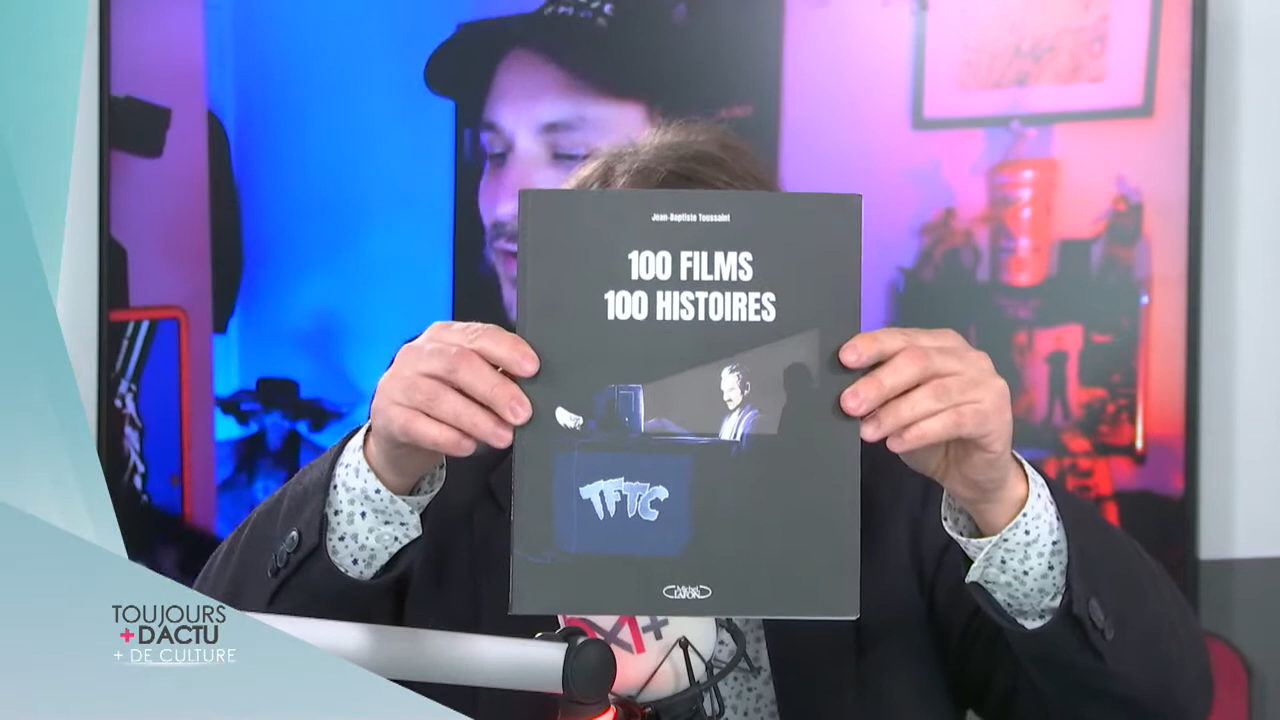 Jean-Baptiste Toussaint
100 FILMS
100 HISTOIRES
TFTC
Michel
LAFON
TOUJOURS
+D'ACTU
+ DE CULTURE